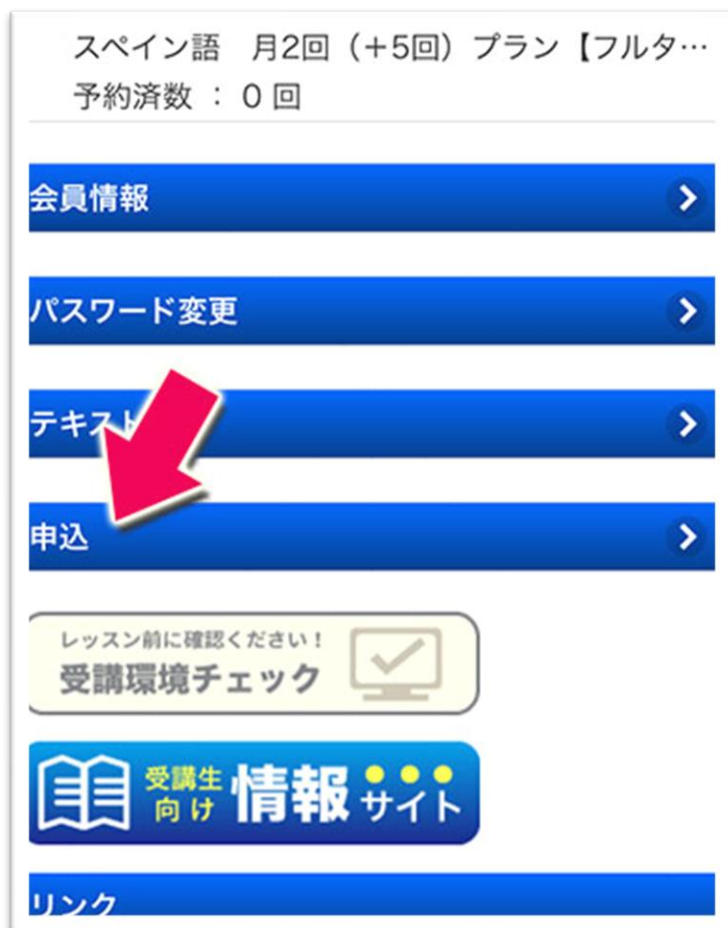 スペイン語 月2回（＋5回）プラン【フルタ…
予約済数 ： 0 回
会員情報
パスワード変更
テキスト
申込
レッスン前に確認ください！
受講環境チェック
受講生向け 情報サイト
リンク